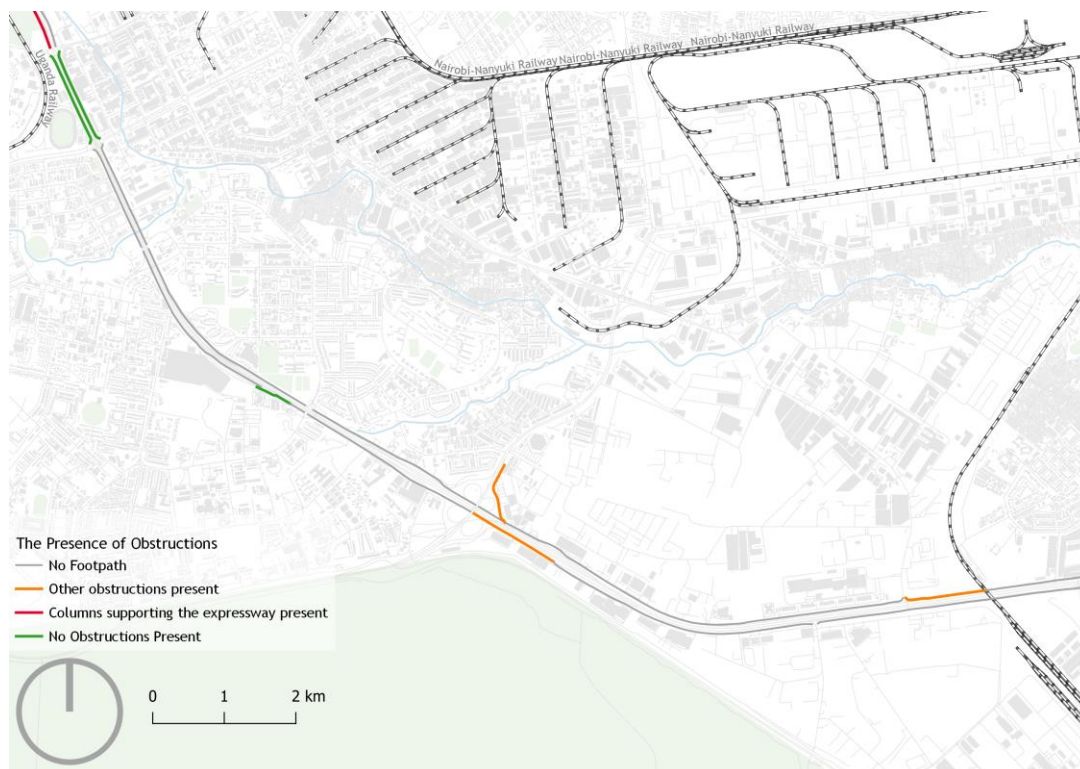 Uganda Railway
Nairobi-Nanyuki Railway
Nairobi-Nanyuki Railway
Nairobi-Nanyuki Railway
The Presence of Obstructions
No Footpath
Other obstructions present
Columns supporting the expressway present
No Obstructions Present
0 1 2 km